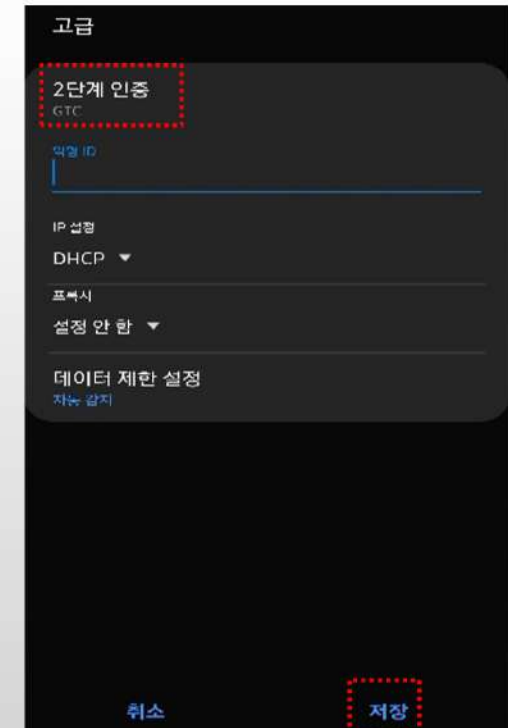 고급
2단계 인증
GTC
익명 ID
IP 설정
DHCP
프록시
설정 안 함
데이터 제한 설정
자동 감지
취소
저장